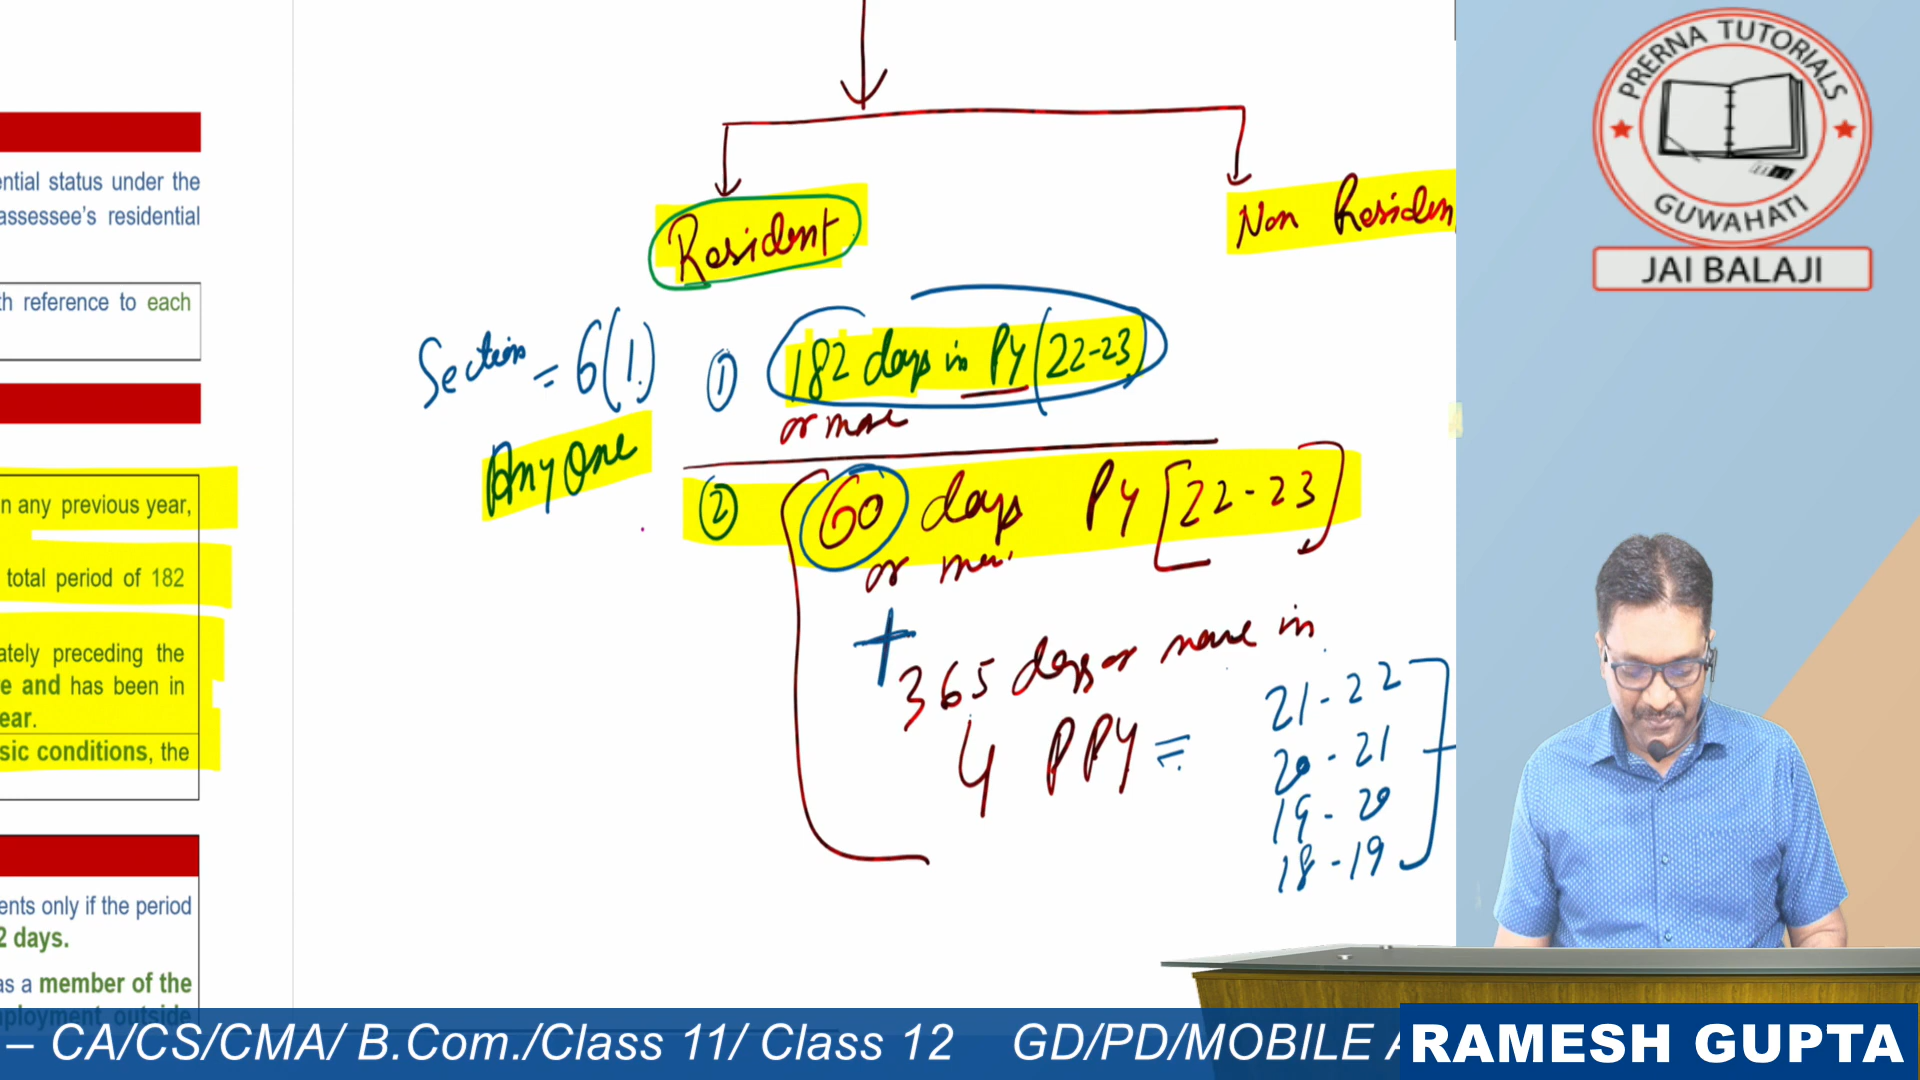 ential status under the
assessee's residential
th reference to each
n any previous year,
total period of 182
ately preceding the
e and has been in
ear.
sic conditions, the
ents only if the period
2 days.
as a member of the
ployment outside
Resident
Non Residen
Section = 6(1)
Any One
① 182 days in PY (22-23)
or more
② 60 days PY [22-23]
or
+
365 days or more in
4 PPY =
21-22
20-21
19-20
18-19
PRERNA TUTORIALS
GUWAHATI
JAI BALAJI
– CA/CS/CMA/ B.Com./Class 11/ Class 12 GD/PD/MOBILE A
RAMESH GUPTA